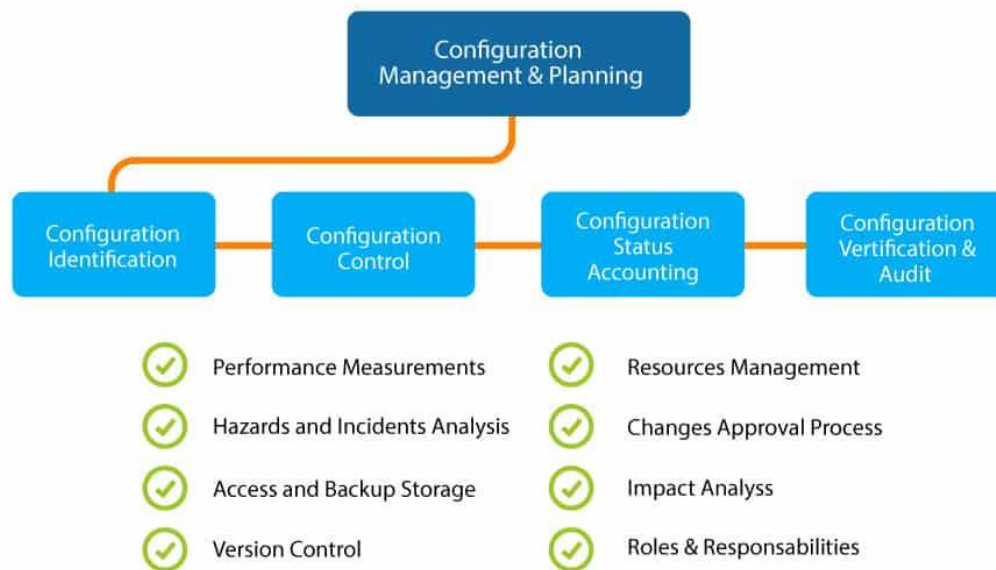 Configuration
Management & Planning
Configuration
Identification
Configuration
Control
Configuration
Status
Accounting
Configuration
Vertification &
Audit
Performance Measurements
Resources Management
Hazards and Incidents Analysis
Changes Approval Process
Access and Backup Storage
Impact Analyss
Version Control
Roles & Responsabilities